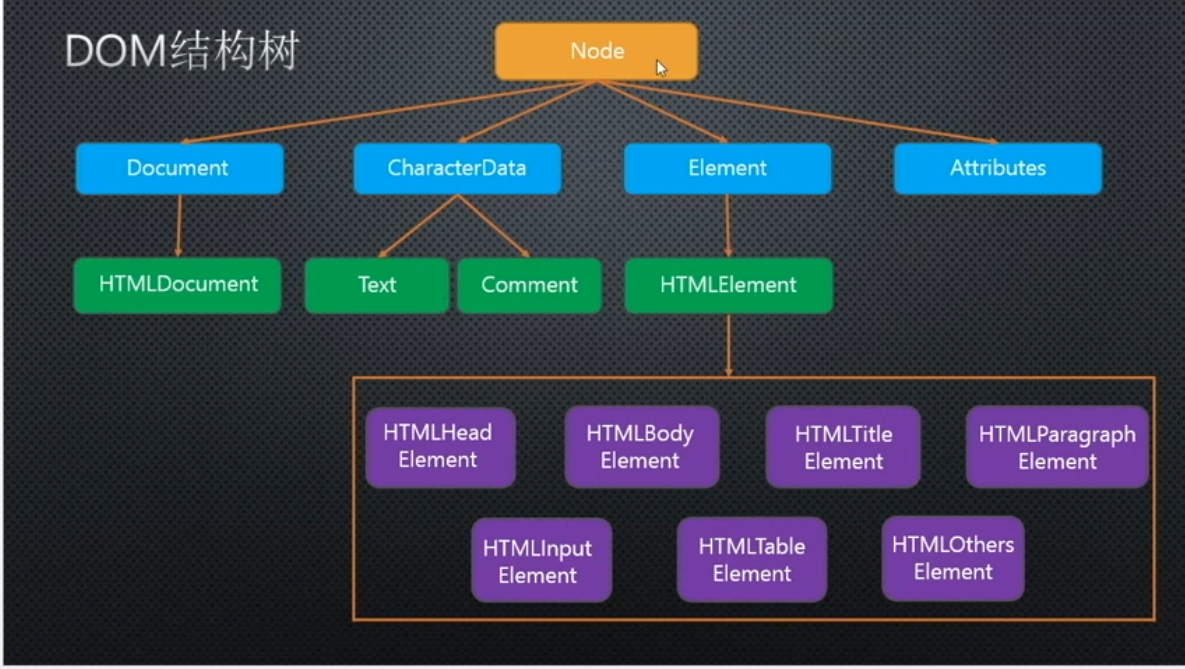 DOM结构树
Node
Document
CharacterData
Element
Attributes
HTMLDocument
Text
Comment
HTMLElement
HTMLHead
Element
HTMLBody
Element
HTMLTitle
Element
HTMLParagraph
Element
HTMLInput
Element
HTMLTable
Element
HTMLOthers
Element